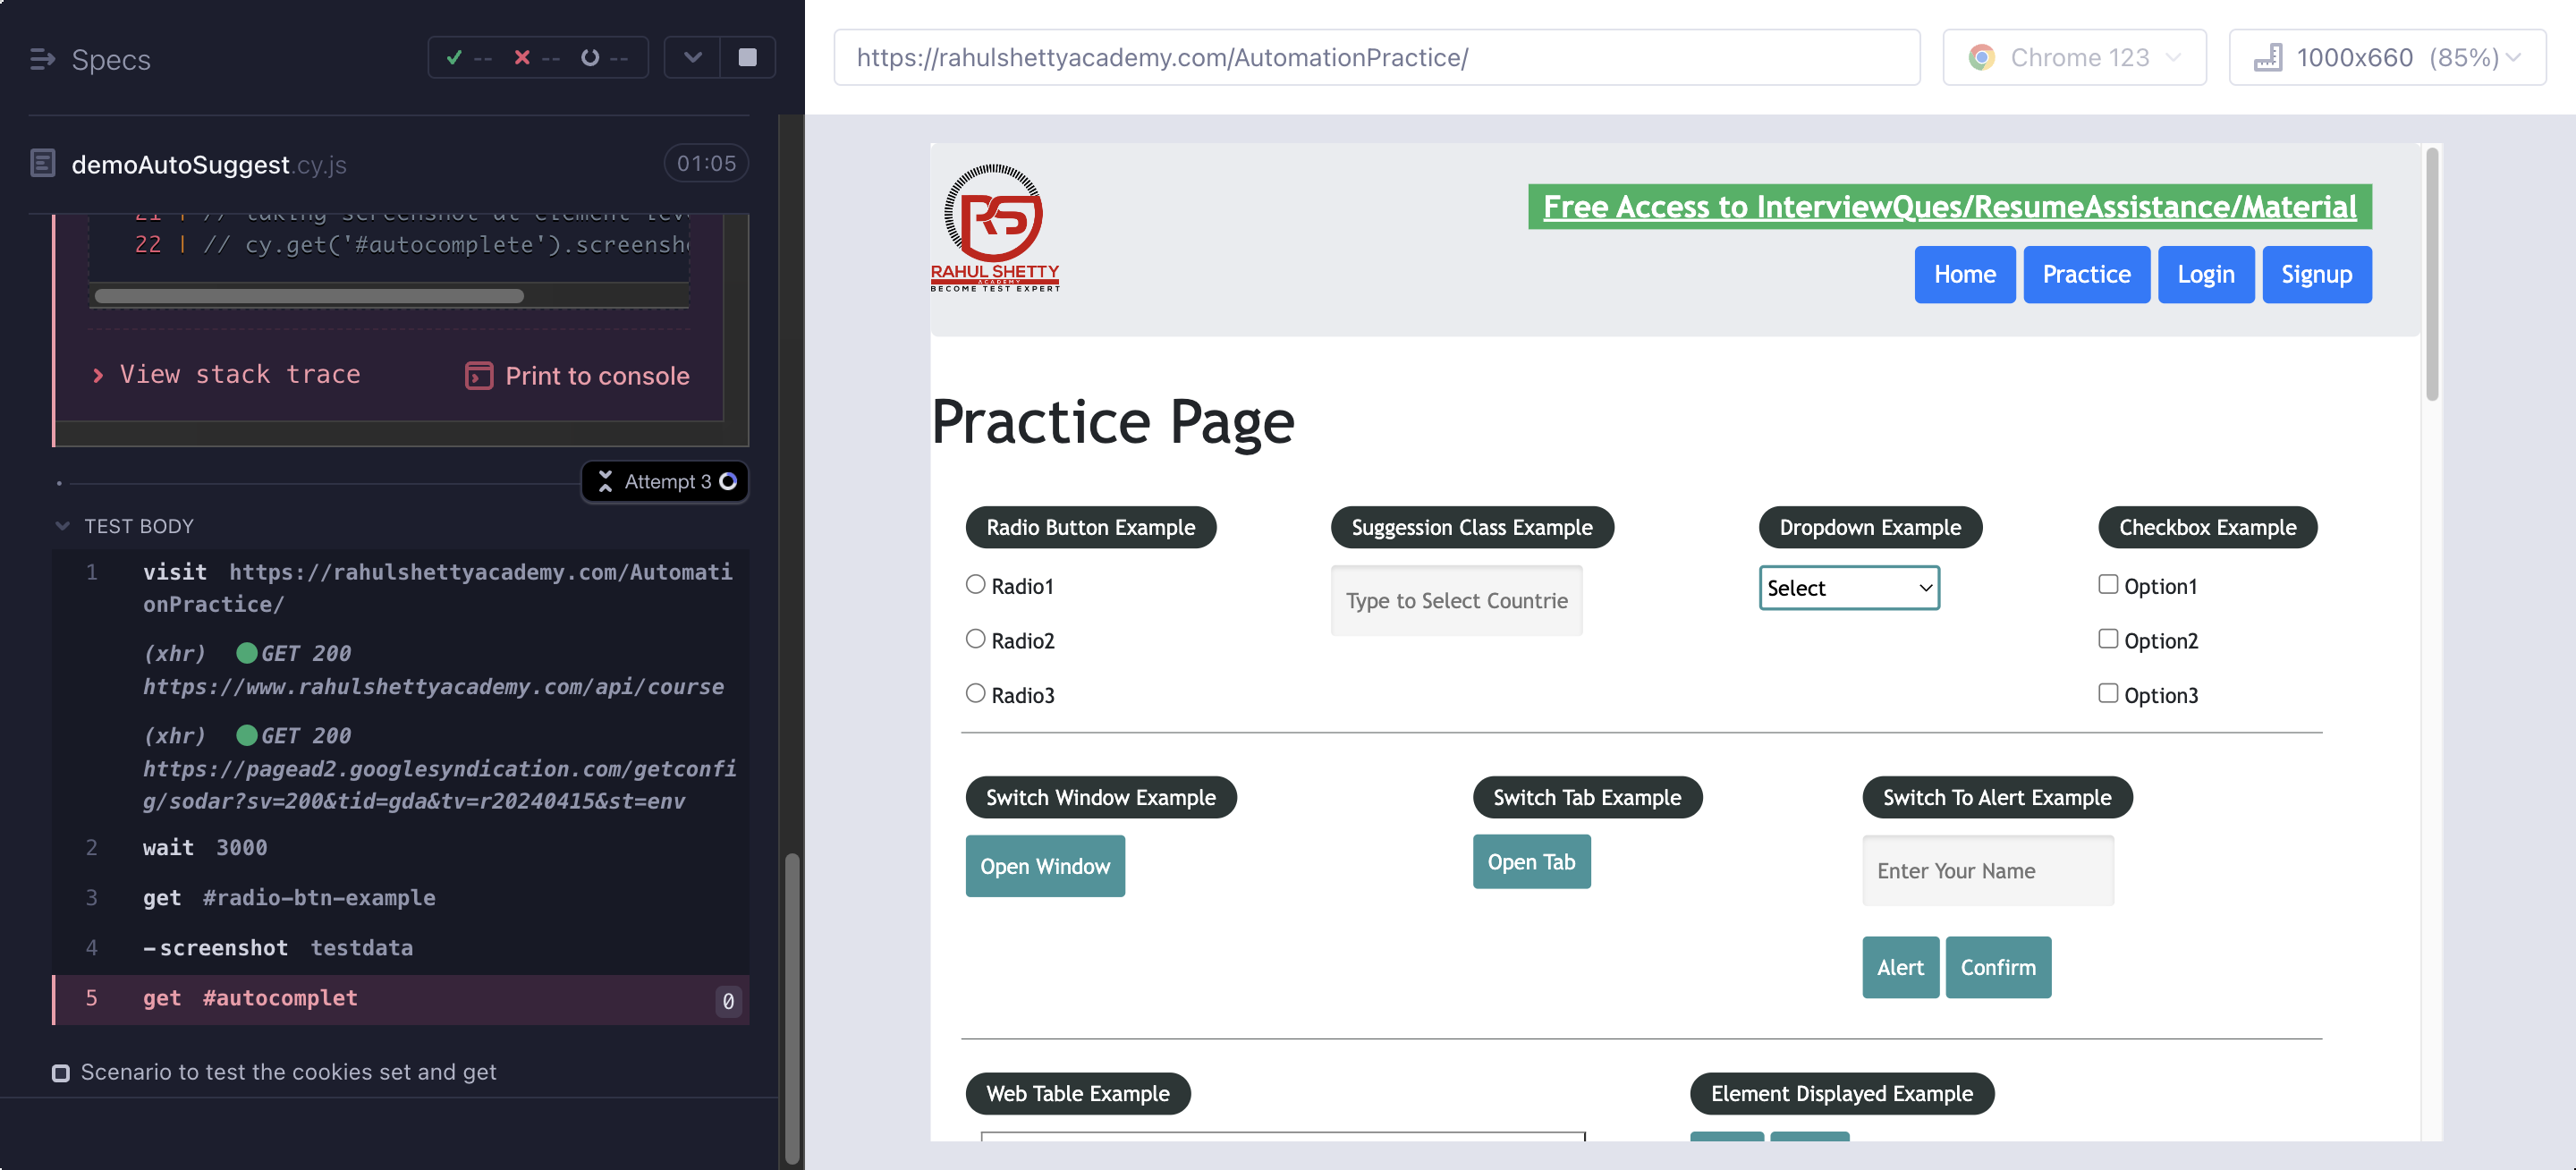 Specs
-- -- --
demoAutoSuggest.cy.js
01:05
21 | // taking screenshot at element leve
22 | // cy.get('#autocomplete').screensh
View stack trace
Print to console
Attempt 3
TEST BODY
1 visit https://rahulshettyacademy.com/Automati
onPractice/
(xhr) GET 200
https://www.rahulshettyacademy.com/api/course
(xhr) GET 200
https://pagead2.googlesyndication.com/getconfi
g/sodar?sv=200&tid=gda&tv=r20240415&st=env
2 wait 3000
3 get #radio-btn-example
4 -screenshot testdata
5 get #autocomplet 0
Scenario to test the cookies set and get
https://rahulshettyacademy.com/AutomationPractice/
Chrome 123
1000x660 (85%)
RS
RAHUL SHETTY
ACADEMY
BECOME TEST EXPERT
Free Access to InterviewQues/ResumeAssistance/Material
Home Practice Login Signup
Practice Page
Radio Button Example
Radio1
Radio2
Radio3
Suggession Class Example
Type to Select Countrie
Dropdown Example
Select
Checkbox Example
Option1
Option2
Option3
Switch Window Example
Open Window
Switch Tab Example
Open Tab
Switch To Alert Example
Enter Your Name
Alert Confirm
Web Table Example
Element Displayed Example